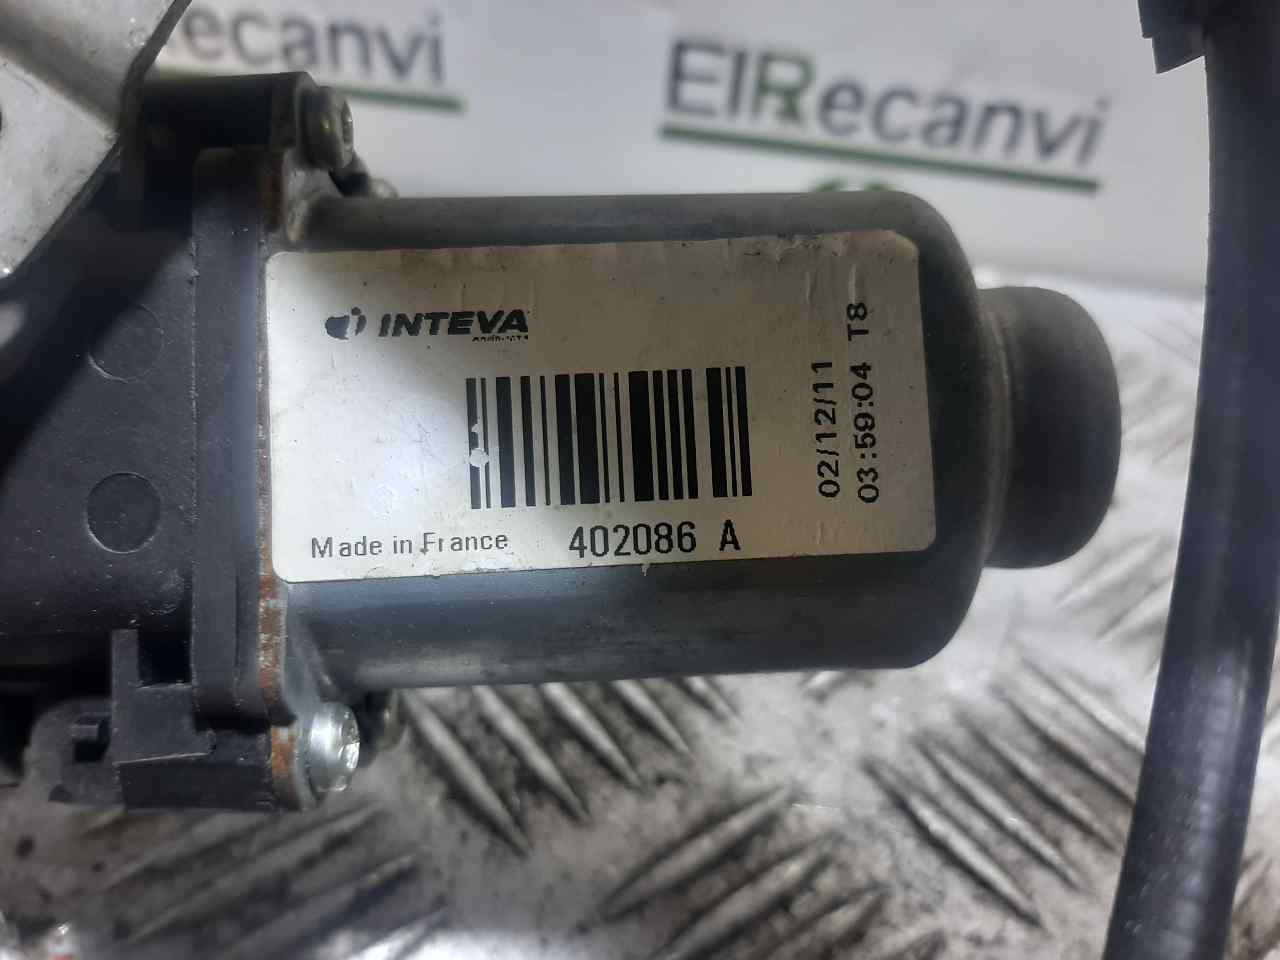 Recanvi
ElRecanvi
INTEVA
02/12/11
03:59:04 T8
Made in France
402086 A